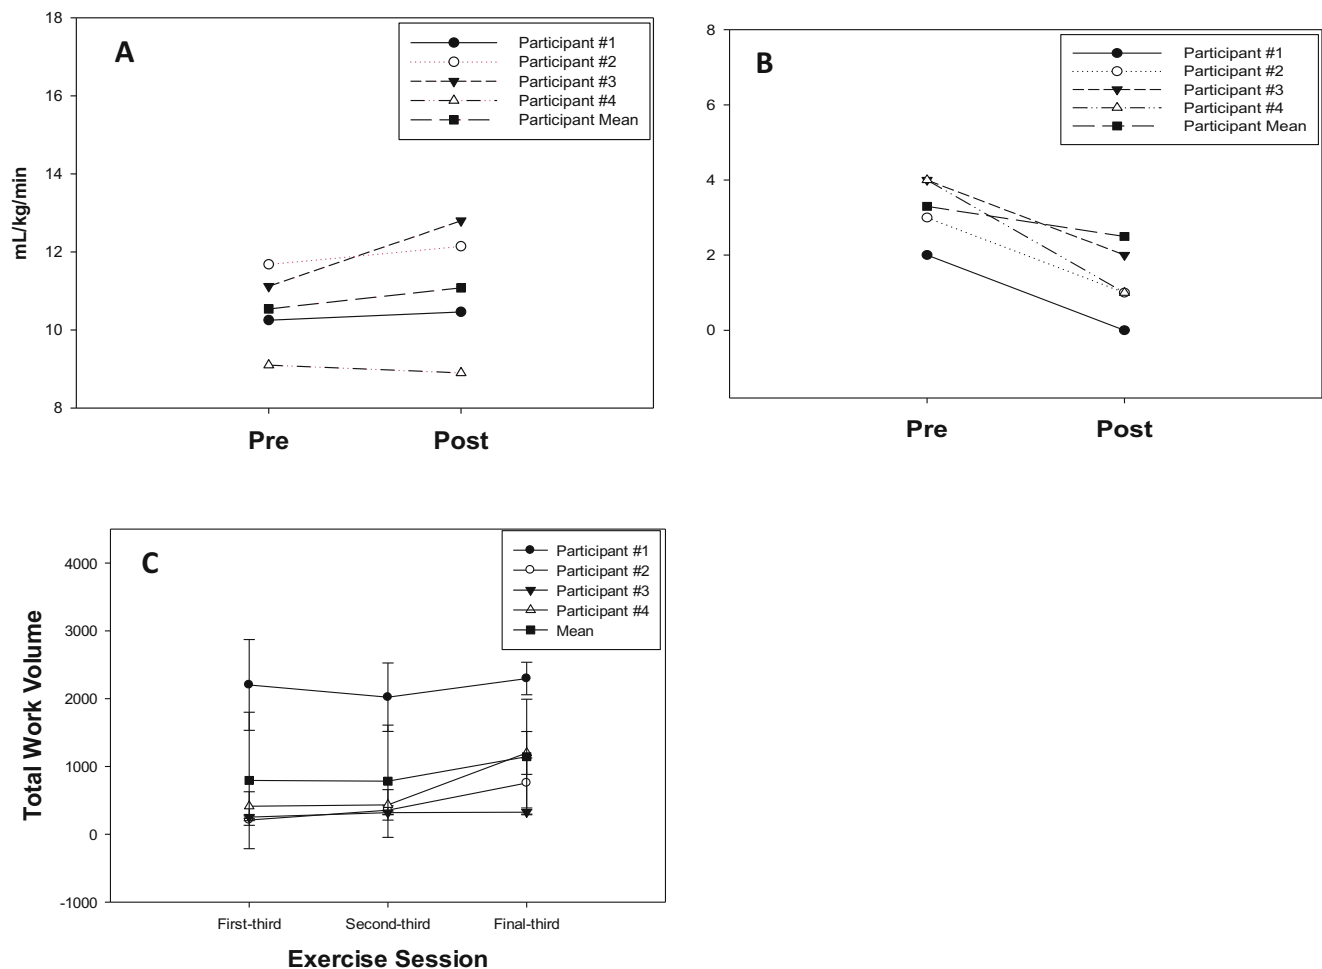 A
18
16
14
12
10
8
mL/kg/min
Pre
Post
Participant #1
Participant #2
Participant #3
Participant #4
Participant Mean
B
8
6
4
2
0
Pre
Post
Participant #1
Participant #2
Participant #3
Participant #4
Participant Mean
C
4000
3000
2000
1000
0
-1000
Total Work Volume
First-third
Second-third
Final-third
Exercise Session
Participant #1
Participant #2
Participant #3
Participant #4
Mean